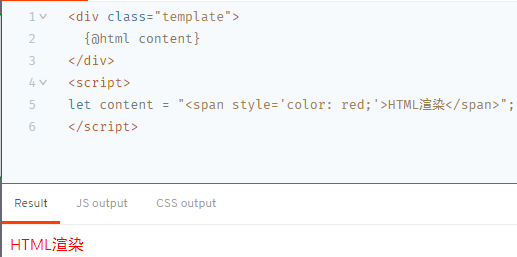 1 <div class="template">
2 {@html content}
3 </div>
4 <script>
5 let content = "<span style='color: red;'>HTML渲染</span>";
6 </script>
Result JS output CSS output
HTML渲染